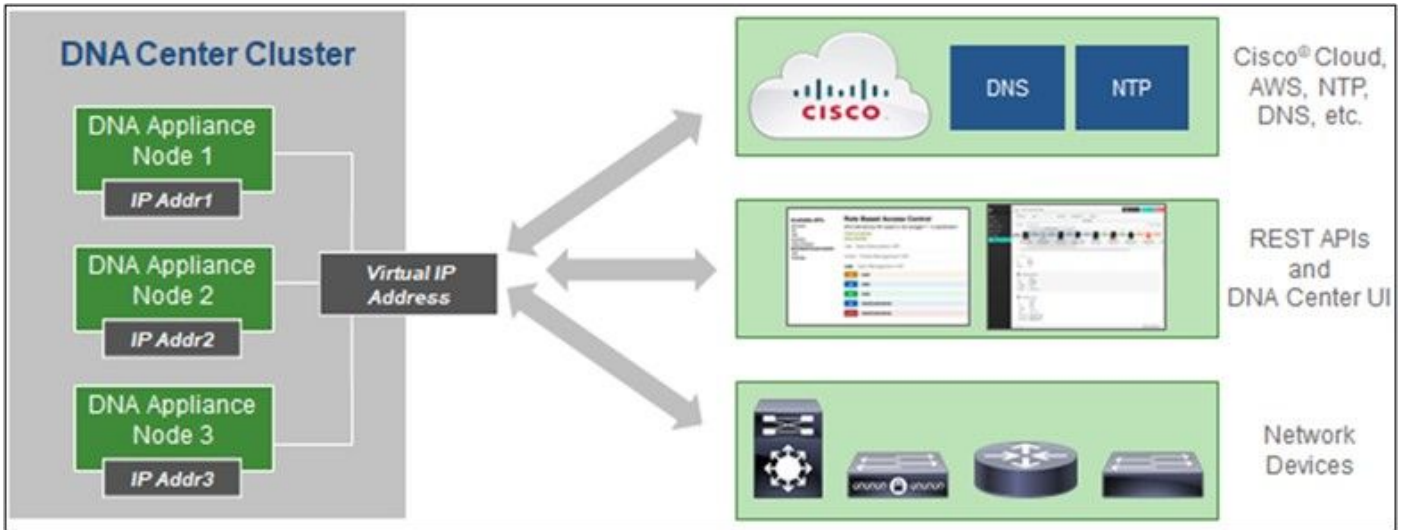 DNA Center Cluster
DNA Appliance
Node 1
IP Addr1
DNA Appliance
Node 2
IP Addr2
DNA Appliance
Node 3
IP Addr3
Virtual IP
Address
CISCO
DNS
NTP
Cisco® Cloud,
AWS, NTP,
DNS, etc.
Role Based Access Control
REST APIs
and
DNA Center UI
Network
Devices